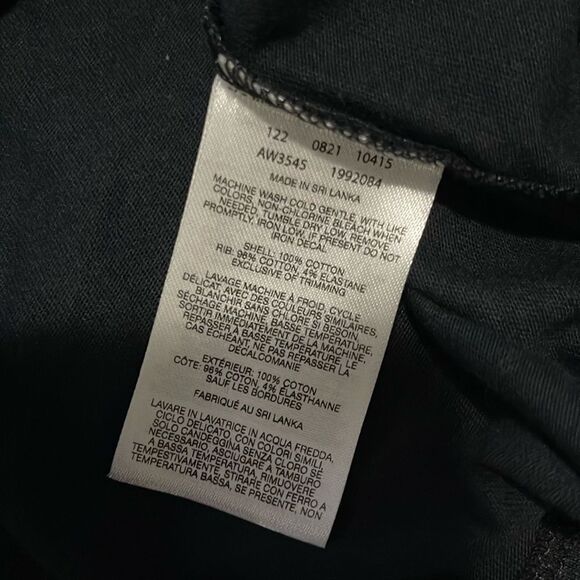 122 0821 10415
AW3545 1992084
MADE IN SRI LANKA
MACHINE WASH COLD GENTLE, WITH LIKE
COLORS, NON-CHLORINE BLEACH WHEN
NEEDED, TUMBLE DRY LOW, REMOVE
PROMPTLY, IRON LOW, IF PRESENT DO NOT
IRON DECAL
SHELL: 100% COTTON
RIB: 96% COTTON, 4% ELASTANE
EXCLUSIVE OF TRIMMING
LAVAGE MACHINE À FROID, CYCLE
DÉLICAT, AVEC DES COULEURS SIMILAIRES,
BLANCHIR SANS CHLORE SI BESOIN,
SÉCHAGE MACHINE, BASSE TEMPÉRATURE,
SORTIR IMMÉDIATEMENT DE LA MACHINE,
REPASSER À BASSE TEMPÉRATURE, LE
CAS ÉCHÉANT, NE PAS REPASSER LA
DÉCALCOMANIE
EXTÉRIEUR: 100% COTON
CÔTE: 96% COTON, 4% ÉLASTHANNE
SAUF LES BORDURES
FABRIQUÉ AU SRI LANKA
LAVARE IN LAVATRICE IN ACQUA FREDDA,
CICLO DELICATO, CON COLORI SIMILI,
SOLO CANDEGGINA SENZA CLORO SE
NECESSARIO, ASCIUGARE A TAMBURO
A BASSA TEMPERATURA, RIMUOVERE
TEMPESTIVAMENTE STIRARE CON FERRO A
TEMPERATURA BASSA, SE PRESENTE, NON